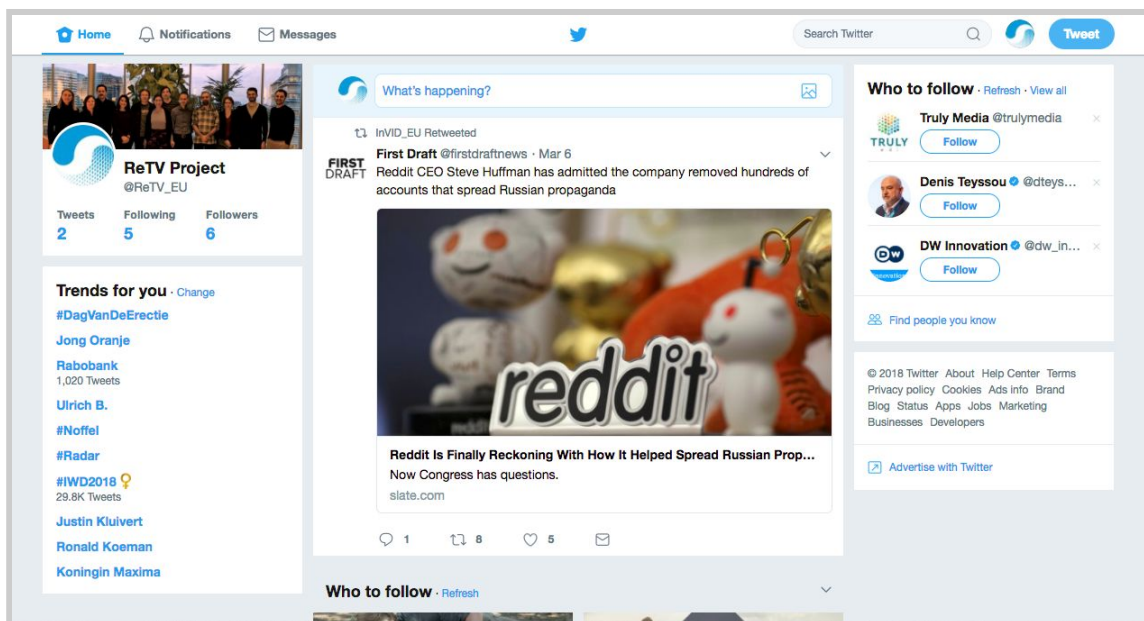 Home
Notifications
Messages
Search Twitter
Tweet
ReTV Project
@ReTV_EU
Tweets Following Followers
2 5 6
Trends for you · Change
#DagVanDeErectie
Jong Oranje
Rabobank
1,020 Tweets
Ulrich B.
#Noffel
#Radar
#IWD2018
29.8K Tweets
Justin Kluivert
Ronald Koeman
Koningin Maxima
What's happening?
InVID_EU Retweeted
FIRST
DRAFT
First Draft @firstdraftnews · Mar 6
Reddit CEO Steve Huffman has admitted the company removed hundreds of
accounts that spread Russian propaganda
reddit
reddit
Reddit Is Finally Reckoning With How It Helped Spread Russian Prop...
Now Congress has questions.
slate.com
1 8 5
Who to follow · Refresh
Who to follow · Refresh · View all
TRULY
Truly Media @trulymedia
Follow
Denis Teyssou @dteys...
Follow
DW
Innovation
DW Innovation @dw_in...
Follow
Find people you know
© 2018 Twitter About Help Center Terms
Privacy policy Cookies Ads info Brand
Blog Status Apps Jobs Marketing
Businesses Developers
Advertise with Twitter